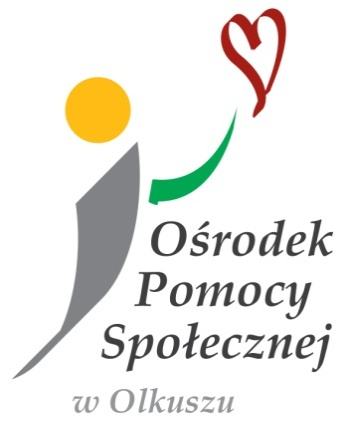 Ośrodek
Pomocy
Społecznej
w Olkuszu